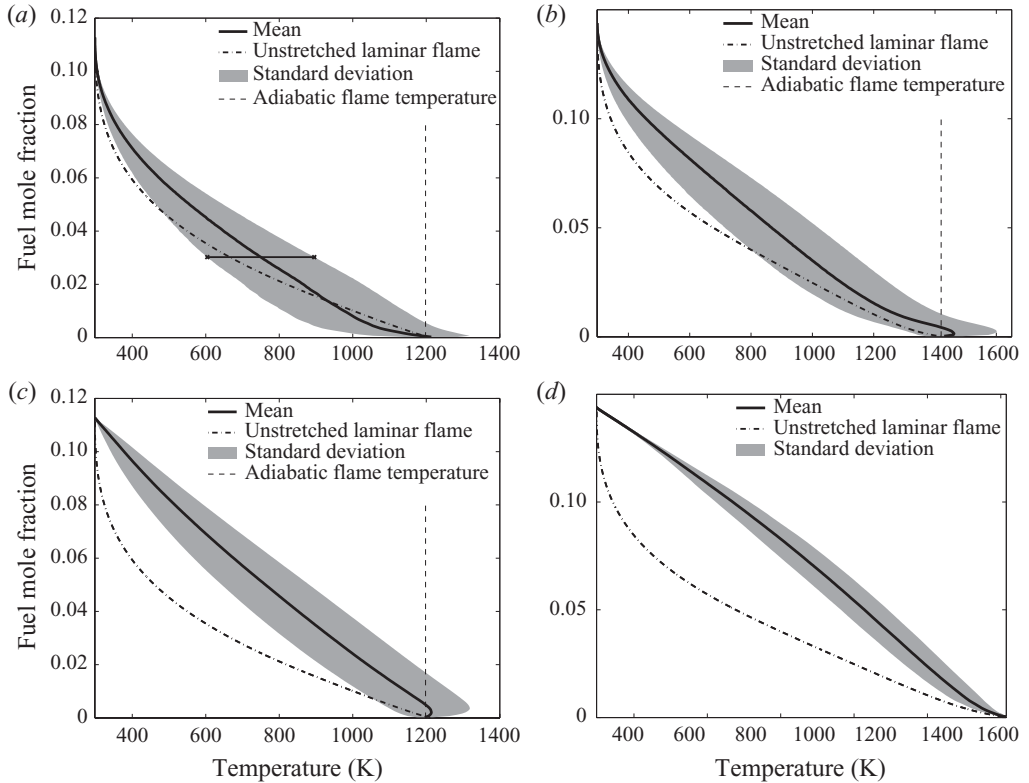 (a)
0.12
0.10
0.08
0.06
0.04
0.02
0
Fuel mole fraction
Mean
Unstretched laminar flame
Standard deviation
Adiabatic flame temperature
400 600 800 1000 1200 1400
(b)
0.10
0.05
0
Mean
Unstretched laminar flame
Standard deviation
Adiabatic flame temperature
400 600 800 1000 1200 1400 1600
(c)
0.12
0.10
0.08
0.06
0.04
0.02
0
Fuel mole fraction
Mean
Unstretched laminar flame
Standard deviation
Adiabatic flame temperature
400 600 800 1000 1200 1400
Temperature (K)
(d)
0.10
0.05
0
Mean
Unstretched laminar flame
Standard deviation
400 600 800 1000 1200 1400 1600
Temperature (K)